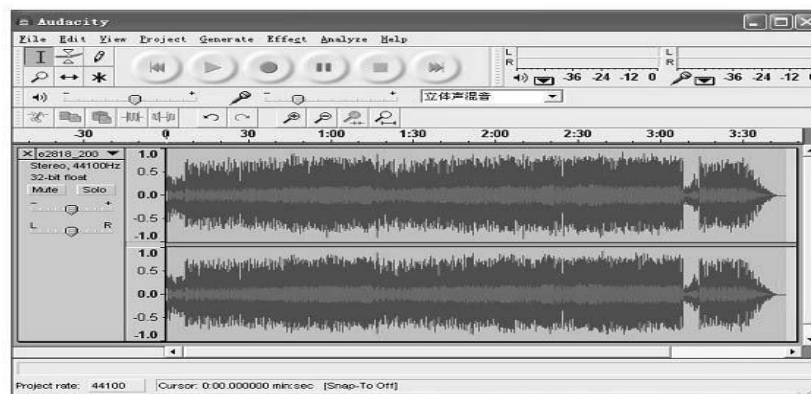 Audacity
File Edit View Project Generate Effect Analyze Help
L
R
-36 -24 -12 0
L
R
-36 -24 -12 0
- + - + 立体声混音
-30 0 30 1:00 1:30 2:00 2:30 3:00 3:30
e2818_200
Stereo, 44100Hz
32-bit float
Mute Solo
- +
L R
1.0
0.5
0.0
-0.5
-1.0
1.0
0.5
0.0
-0.5
-1.0
Project rate: 44100 Cursor: 0:00.000000 min:sec [Snap-To Off]